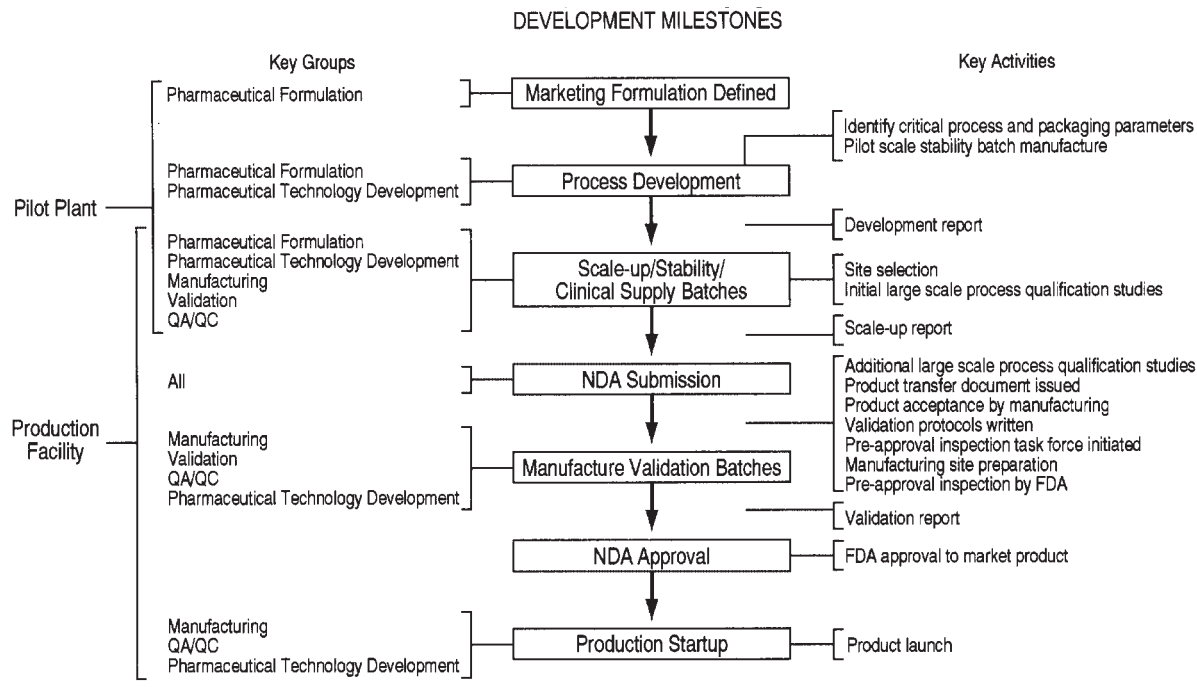 DEVELOPMENT MILESTONES
Key Groups
Key Activities
Pharmaceutical Formulation
Marketing Formulation Defined
Identify critical process and packaging parameters
Pilot scale stability batch manufacture
Pharmaceutical Formulation
Pharmaceutical Technology Development
Process Development
Pilot Plant
Development report
Pharmaceutical Formulation
Pharmaceutical Technology Development
Manufacturing
Validation
QA/QC
Scale-up/Stability/
Clinical Supply Batches
Site selection
Initial large scale process qualification studies
Scale-up report
All
NDA Submission
Additional large scale process qualification studies
Product transfer document issued
Product acceptance by manufacturing
Validation protocols written
Pre-approval inspection task force initiated
Manufacturing site preparation
Pre-approval inspection by FDA
Production
Facility
Manufacturing
Validation
QA/QC
Pharmaceutical Technology Development
Manufacture Validation Batches
Validation report
NDA Approval
FDA approval to market product
Manufacturing
QA/QC
Pharmaceutical Technology Development
Production Startup
Product launch